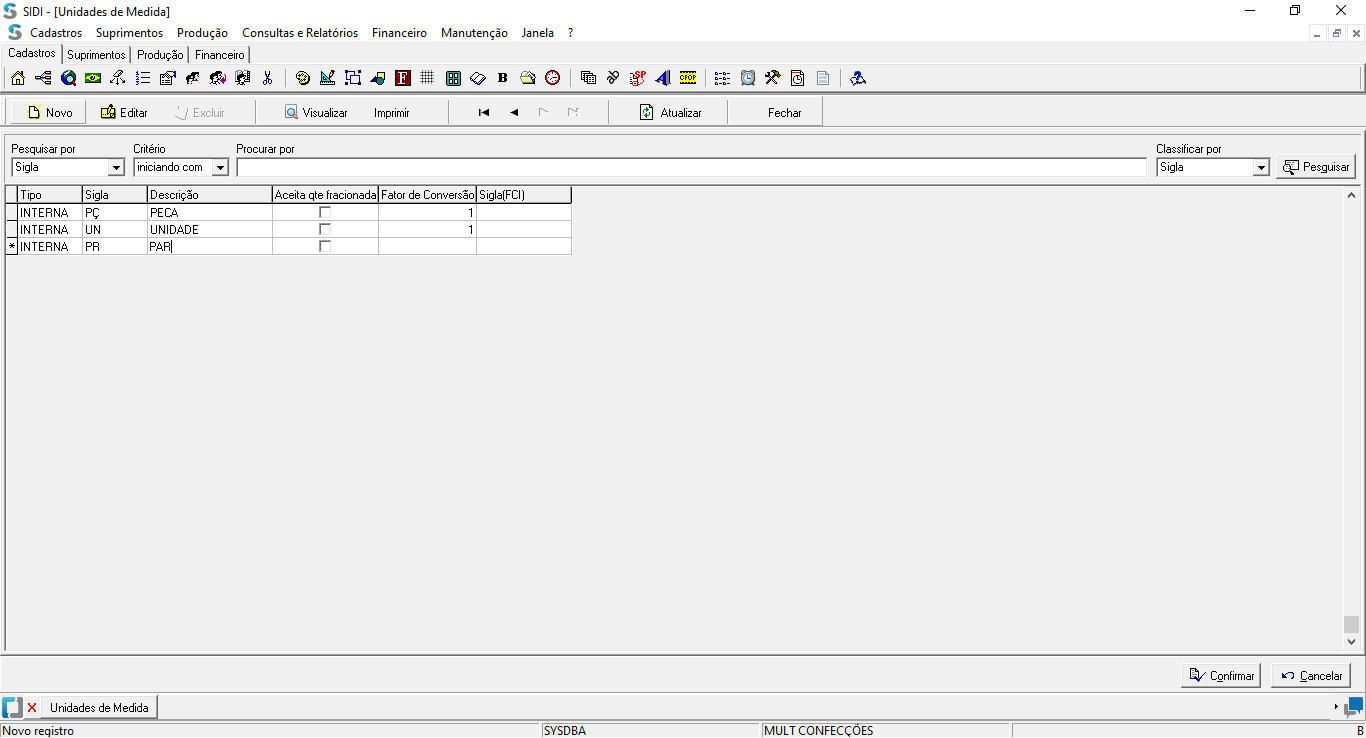 SIDI - [Unidades de Medida]
Cadastros Suprimentos Produção Consultas e Relatórios Financeiro Manutenção Janela ?
Cadastros Suprimentos Produção Financeiro
F B SP CFOP
Novo Editar Excluir Visualizar Imprimir Atualizar Fechar
Pesquisar por Critério Procurar por Classificar por
Sigla iniciando com Sigla Pesquisar
Tipo Sigla Descrição Aceita qte fracionada Fator de Conversão Sigla(FCI)
INTERNA PÇ PECA 1
INTERNA UN UNIDADE 1
* INTERNA PR PAR
Confirmar Cancelar
Unidades de Medida
Novo registro SYSDBA MULT CONFECÇÕES B